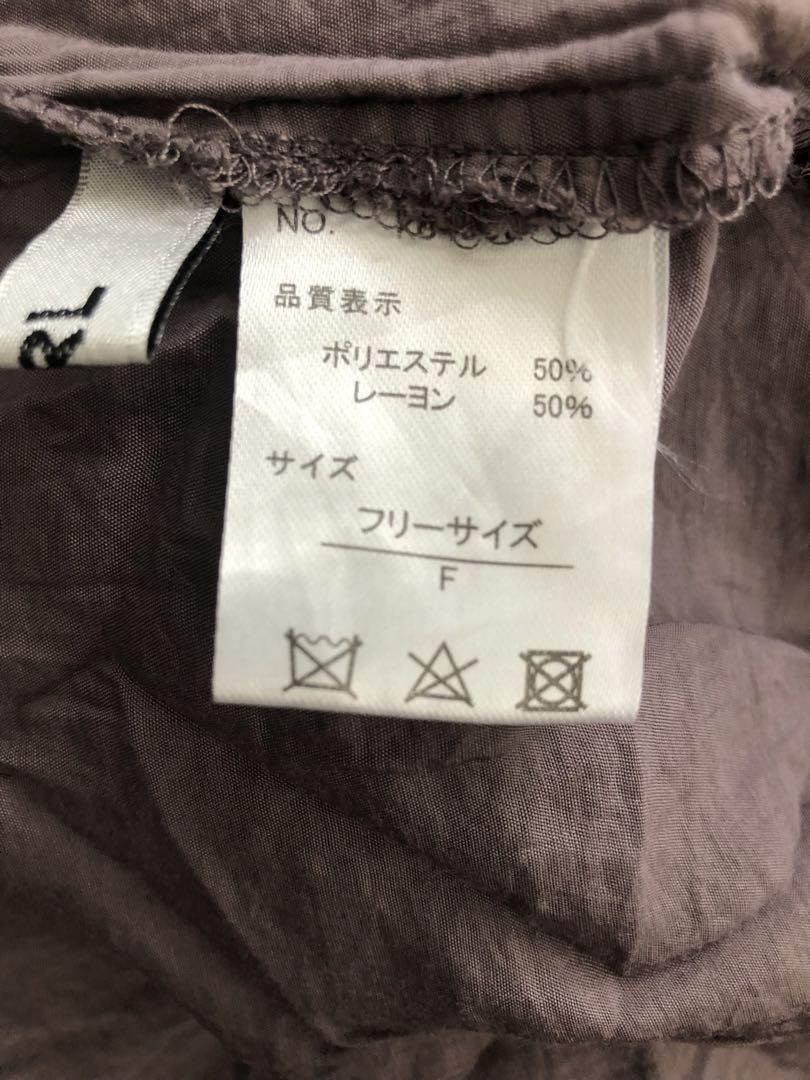 No.
品質表示
ポリエステル 50%
レーヨン 50%
サイズ
フリーサイズ
F
RL